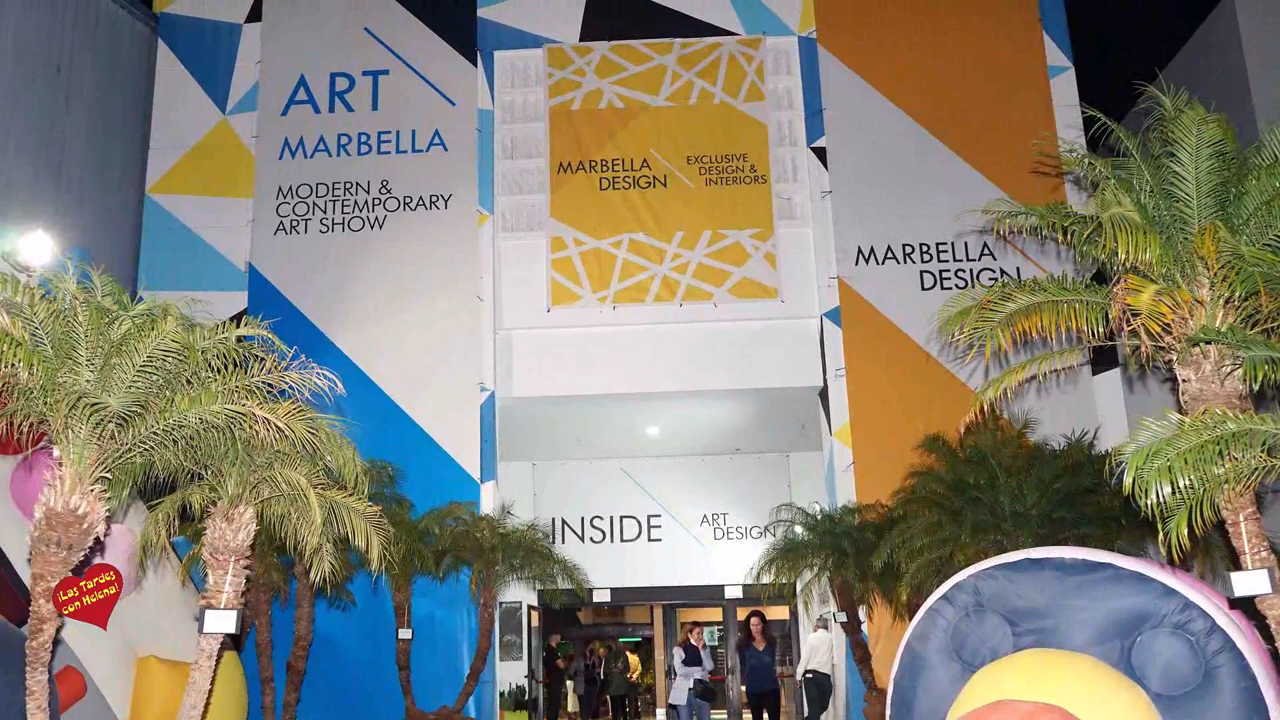 ART
MARBELLA
MODERN &
CONTEMPORARY
ART SHOW
MARBELLA
DESIGN
EXCLUSIVE
DESIGN &
INTERIORS
MARBELLA
DESIGN
INSIDE
ART
DESIGN
¡Las Tardes
con Helena!